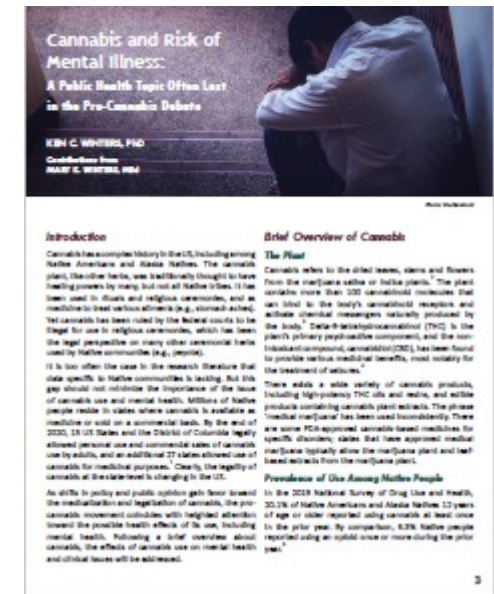 Cannabis and Risk of
Mental Illness:
A Public Health Topic Often Lost
in the Pro-Cannabis Debate
KEN C. WINTERS, PhD
Contributions from
MARY K. WINTERS, MEd
Introduction
Cannabis has a complex history in the US, including among
Native Americans and Alaska Natives. The cannabis
plant, like other herbs, was traditionally thought to have
healing powers by many, but not all Native tribes. It has
been used in rituals and religious ceremonies, and as
medicine to treat various ailments (e.g., stomach aches).
Yet cannabis has been ruled by the federal courts to be
illegal for use in religious ceremonies, which has been
the legal perspective on many other ceremonial herbs
used by Native communities (e.g., peyote).
It is too often the case in the research literature that
data specific to Native communities is lacking. But this
gap should not minimize the importance of the issue
of cannabis use and mental health. Millions of Native
people reside in states where cannabis is available as
medicine or sold on a commercial basis. By the end of
2020, 15 US States and the District of Columbia legally
allowed personal use and commercial sales of cannabis
use by adults, and an additional 27 states allowed use of
cannabis for medicinal purposes. Clearly, the legality of
cannabis at the state-level is changing in the US.
As shifts in policy and public opinion gain favor toward
the medicalization and legalization of cannabis, the pro-
cannabis movement coincides with heightened attention
toward the possible health effects of its use, including
mental health. Following a brief overview about
cannabis, the effects of cannabis use on mental health
and clinical issues will be addressed.
Brief Overview of Cannabis
The Plant
Cannabis refers to the dried leaves, stems and flowers
from the marijuana sativa or indica plants. The plant
contains more than 100 cannabinoid molecules that
can bind to the body's cannabinoid receptors and
activate chemical messengers naturally produced by
the body. Delta-9-tetrahydrocannabinol (THC) is the
plant's primary psychoactive component, and the non-
intoxicant compound, cannabidiol (CBD), has been found
to provide various medicinal benefits, most notably for
the treatment of seizures.
There exists a wide variety of cannabis products,
including high-potency THC oils and resins, and edible
products containing cannabis plant extracts. The phrase
'medical marijuana' has been used inconsistently. There
are some FDA-approved cannabis-based medicines for
specific disorders; states that have approved medical
marijuana typically allow the marijuana plant and leaf-
based extracts from the marijuana plant.
Prevalence of Use Among Native People
In the 2019 National Survey of Drug Use and Health,
of Native Americans and Alaska Natives 12 years
of age or older reported using cannabis at least once
in the prior year. By comparison, Native people
reported using an opioid once or more during the prior
year.
3